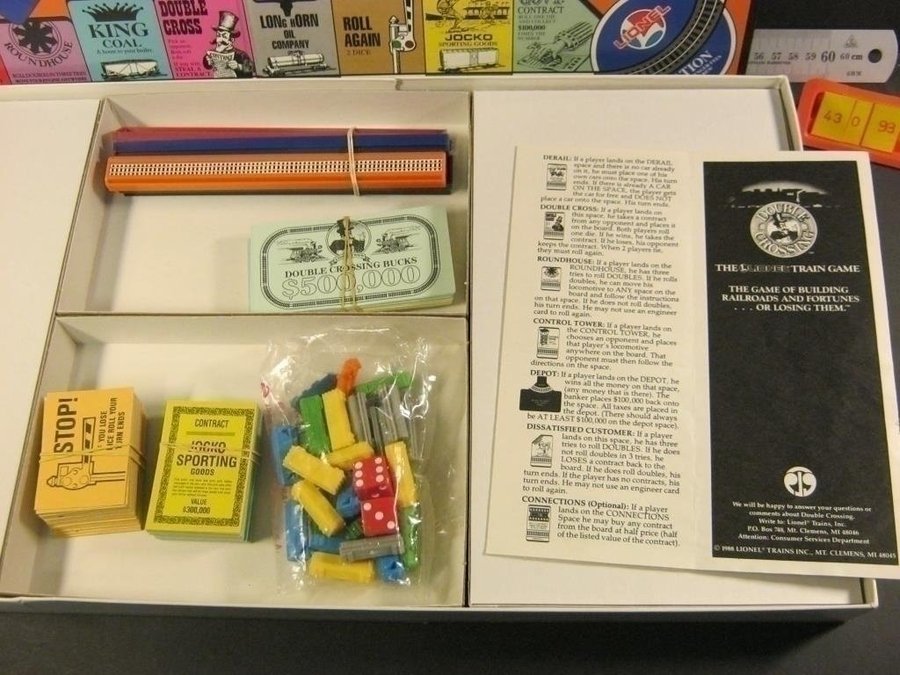 ROUNDHOUSE
KING
COAL
DOUBLE
CROSS
LONG HORN
OIL
COMPANY
ROLL
AGAIN
2 DICE
JOCKO
SPORTING GOODS
CONTRACT
$100,000
LIONEL
56 57 58 59 60 60 cm
43 0 93
DOUBLE CROSSING BUCKS
$500,000
STOP!
YOU LOSE
ICE ROLL YOUR
URN ENDS
CONTRACT
JOCKO
SPORTING
GOODS
VALUE
$300,000
DERAIL: If a player lands on the DERAIL
space and there is no car already
on it, he must place one of his
own cars onto the space. His turn
ends. If there is already A CAR
ON THE SPACE, the player gets
the car for free and DOES NOT
place a car onto the space. His turn ends.
DOUBLE CROSS: If a player lands on
this space, he takes a contract
from any opponent and places it
on the board. Both players roll
one die. If he wins, he takes the
contract. If he loses, his opponent
keeps the contract. When 2 players tie,
they must roll again.
ROUNDHOUSE: If a player lands on the
ROUNDHOUSE, he has three
tries to roll DOUBLES. If he rolls
doubles, he can move his
locomotive to ANY space on the
board and follow the instructions
on that space. If he does not roll doubles,
his turn ends. He may not use an engineer
card to roll again.
CONTROL TOWER: If a player lands on
the CONTROL TOWER, he
chooses an opponent and places
that player's locomotive
anywhere on the board. That
opponent must then follow the
directions on the space.
DEPOT: If a player lands on the DEPOT, he
wins all the money on that space,
(any money that is there). The
banker places $100,000 back onto
the space. All taxes are placed in
the depot. (There should always
be AT LEAST $100,000 on the depot space).
DISSATISFIED CUSTOMER: If a player
lands on this space, he has three
tries to roll DOUBLES. If he does
not roll doubles in 3 tries, he
LOSES a contract back to the
board. If he does roll doubles, his
turn ends. If the player has no contracts, his
turn ends. He may not use an engineer card
to roll again.
CONNECTIONS (Optional): If a player
lands on the CONNECTIONS
Space he may buy any contract
from the board at half price (half
of the listed value of the contract).
DOUBLE
CROSSING
THE LIONEL TRAIN GAME
THE GAME OF BUILDING
RAILROADS AND FORTUNES
. . . OR LOSING THEM."
We will be happy to answer your questions or
comments about Double Crossing.
Write to: Lionel® Trains, Inc.
P.O. Box 748, Mt. Clemens, MI 48046
Attention: Consumer Services Department
© 1988 LIONEL® TRAINS INC., MT. CLEMENS, MI 48045